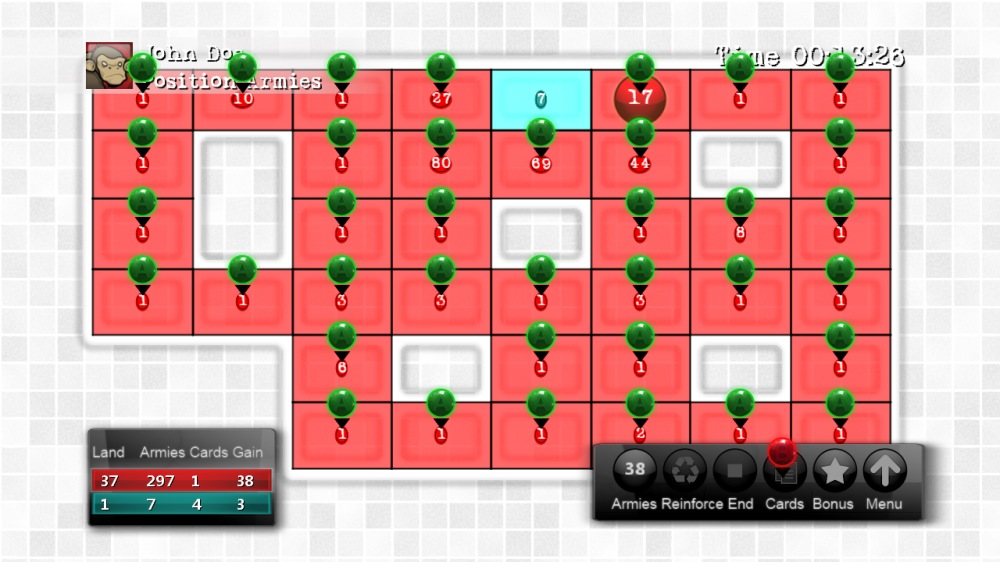 John Doe
Position Armies
Time 00:13:26
1 10 1 27 7 17 1 1
1 1 80 69 44 1
1 1 1 1 8 1
1 1 3 3 1 3 1 1
6 1 1 1
1 1 1 2 1 1
Land Armies Cards Gain
37 297 1 38
1 7 4 3
38
Armies Reinforce End Cards Bonus Menu